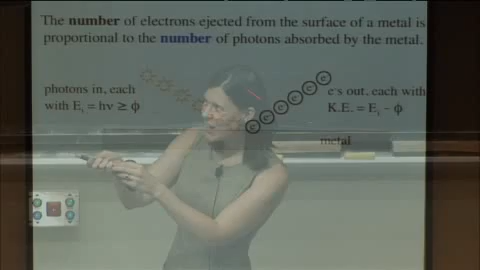 The number of electrons ejected from the surface of a metal is
proportional to the number of photons absorbed by the metal.
photons in, each
with Eᵢ = hν ≥ ϕ
e e e e e e
e⁻s out, each with
K.E. = Eᵢ − ϕ
metal